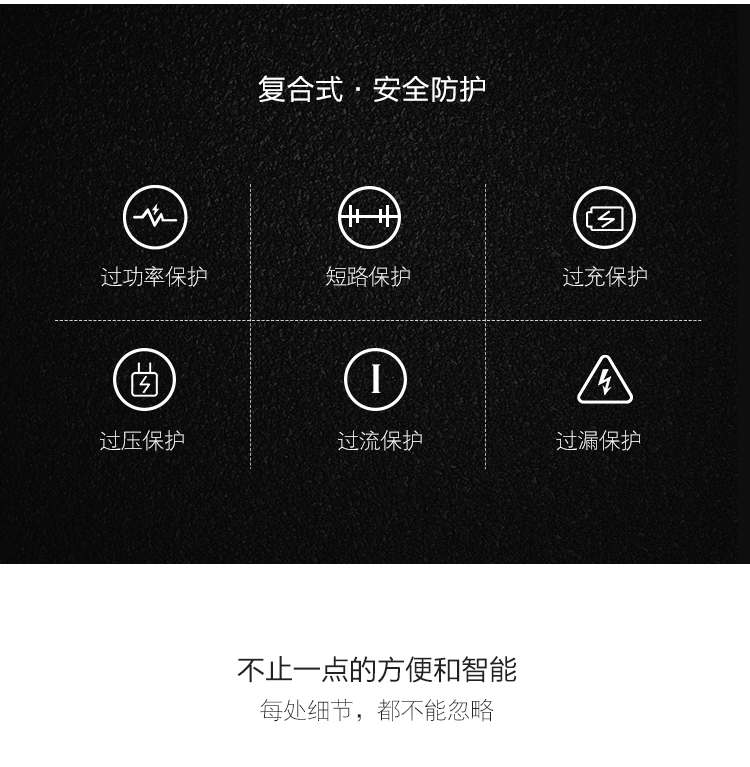 复合式·安全防护
过功率保护 短路保护 过充保护
过压保护 过流保护 过漏保护
不止一点的方便和智能
每处细节，都不能忽略